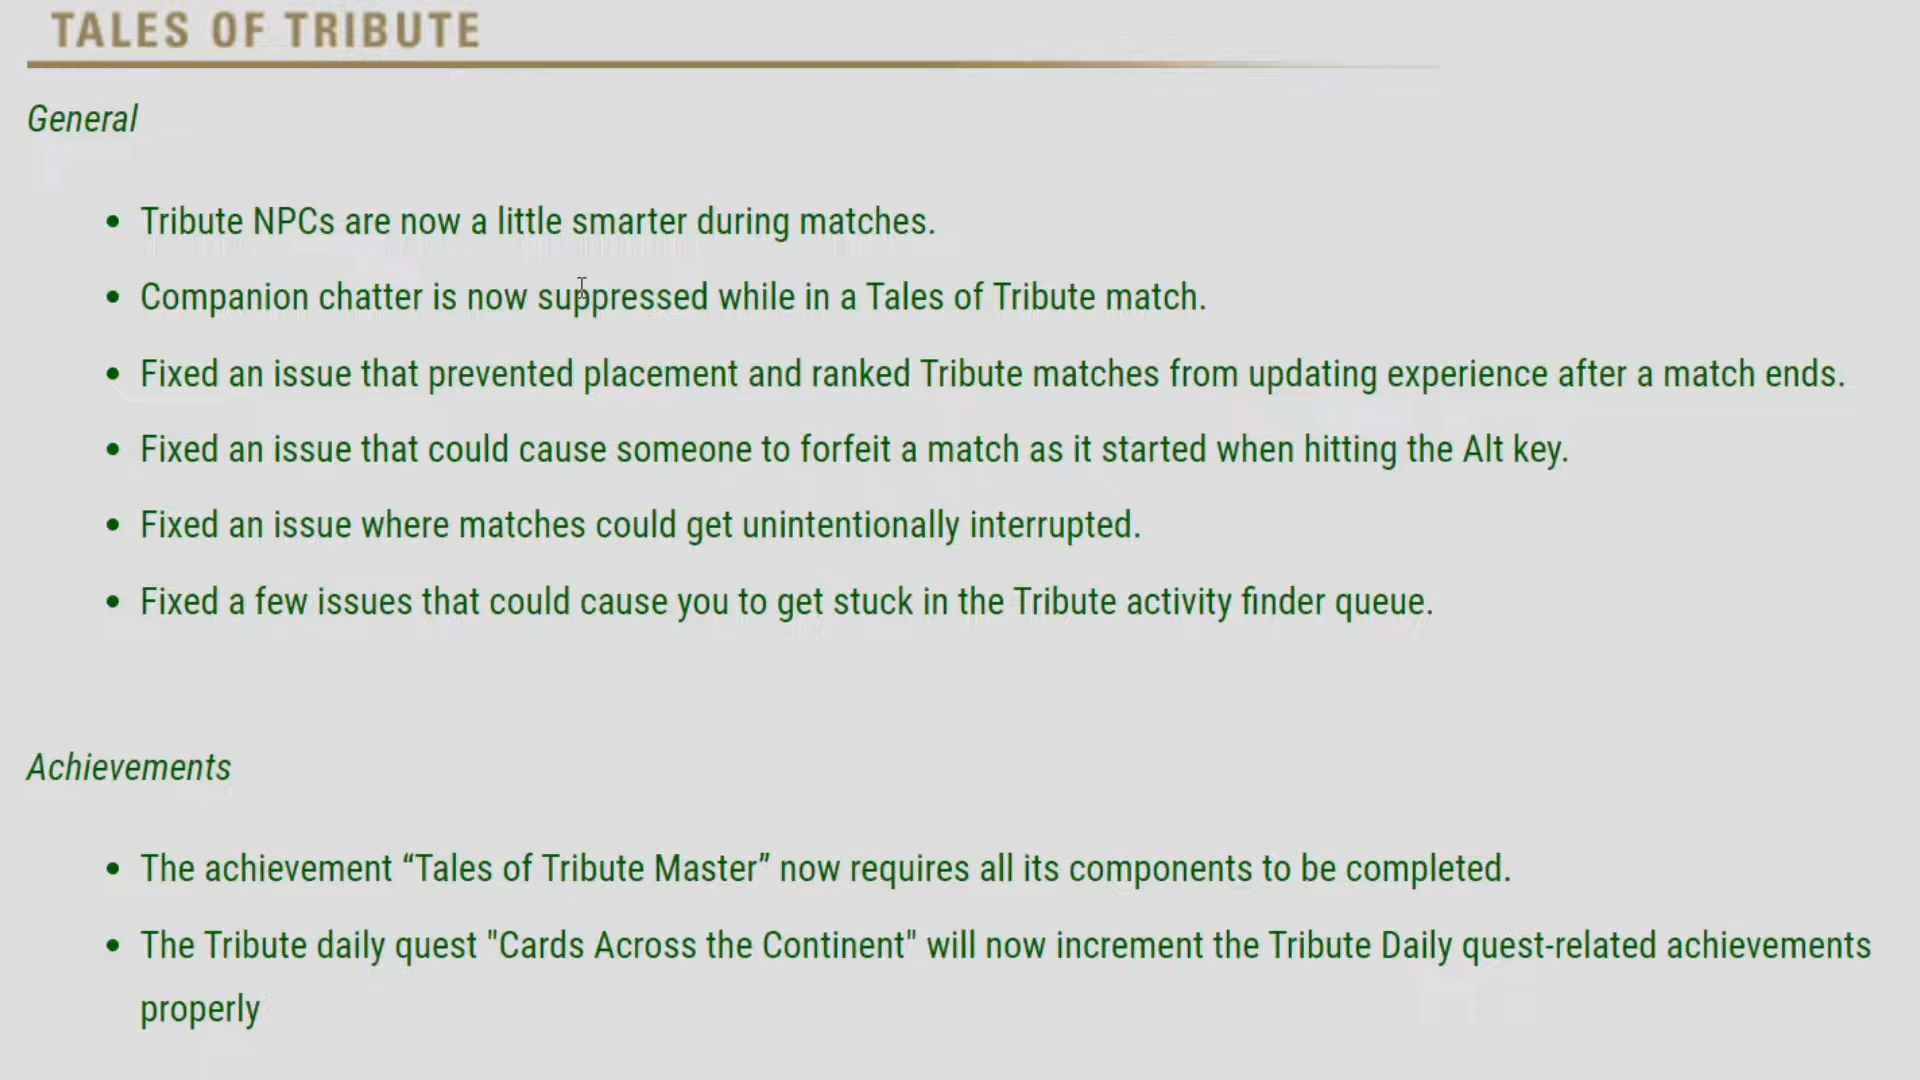 TALES OF TRIBUTE
General
• Tribute NPCs are now a little smarter during matches.
• Companion chatter is now suppressed while in a Tales of Tribute match.
• Fixed an issue that prevented placement and ranked Tribute matches from updating experience after a match ends.
• Fixed an issue that could cause someone to forfeit a match as it started when hitting the Alt key.
• Fixed an issue where matches could get unintentionally interrupted.
• Fixed a few issues that could cause you to get stuck in the Tribute activity finder queue.
Achievements
• The achievement “Tales of Tribute Master” now requires all its components to be completed.
• The Tribute daily quest "Cards Across the Continent" will now increment the Tribute Daily quest-related achievements
properly